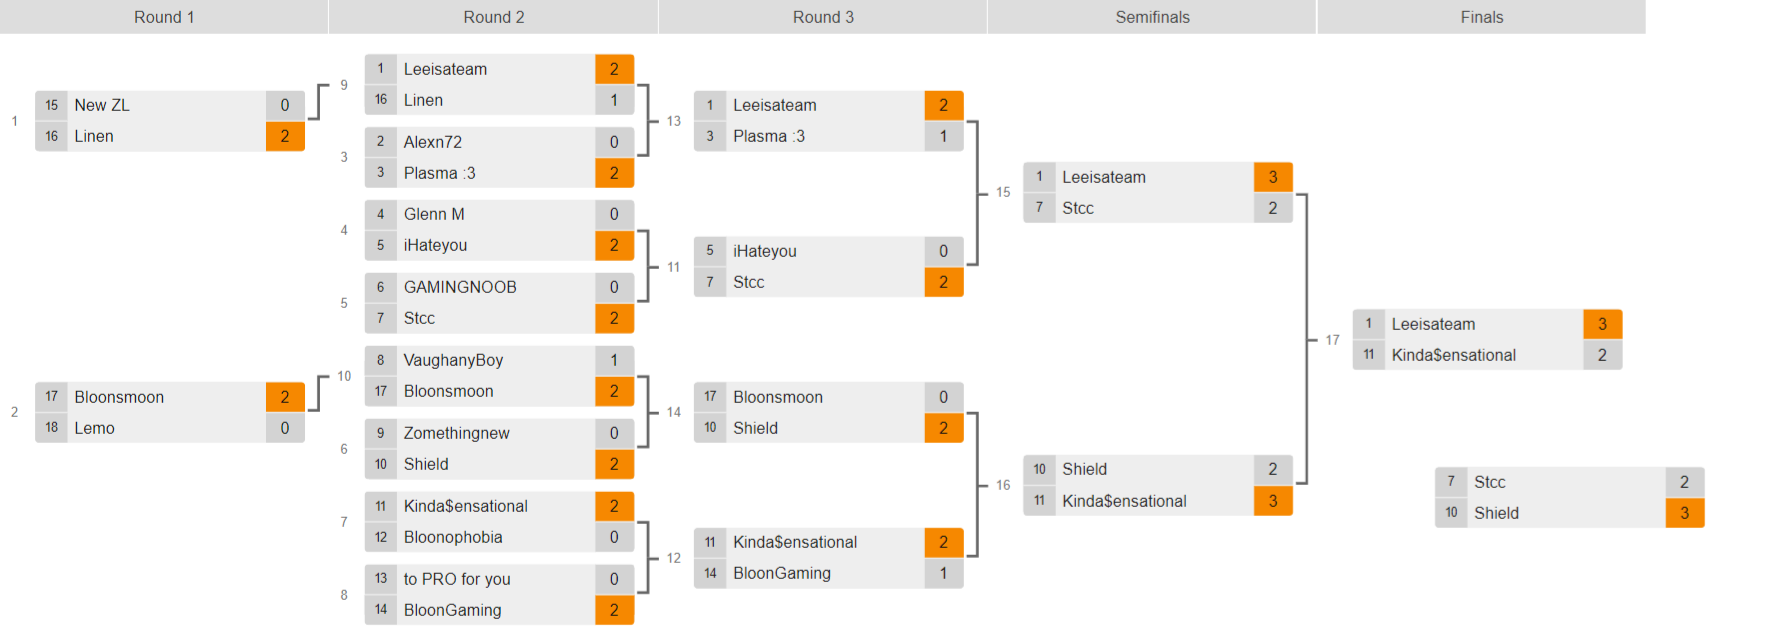 Round 1
Round 2
Round 3
Semifinals
Finals
1
15 New ZL 0
16 Linen 2
2
17 Bloonsmoon 2
18 Lemo 0
9
1 Leeisateam 2
16 Linen 1
3
2 Alexn72 0
3 Plasma :3 2
4
4 Glenn M 0
5 iHateyou 2
5
6 GAMINGNOOB 0
7 Stcc 2
10
8 VaughanyBoy 1
17 Bloonsmoon 2
6
9 Zomethingnew 0
10 Shield 2
7
11 Kinda$ensational 2
12 Bloonophobia 0
8
13 to PRO for you 0
14 BloonGaming 2
13
1 Leeisateam 2
3 Plasma :3 1
11
5 iHateyou 0
7 Stcc 2
14
17 Bloonsmoon 0
10 Shield 2
12
11 Kinda$ensational 2
14 BloonGaming 1
15
1 Leeisateam 3
7 Stcc 2
16
10 Shield 2
11 Kinda$ensational 3
17
1 Leeisateam 3
11 Kinda$ensational 2
7 Stcc 2
10 Shield 3